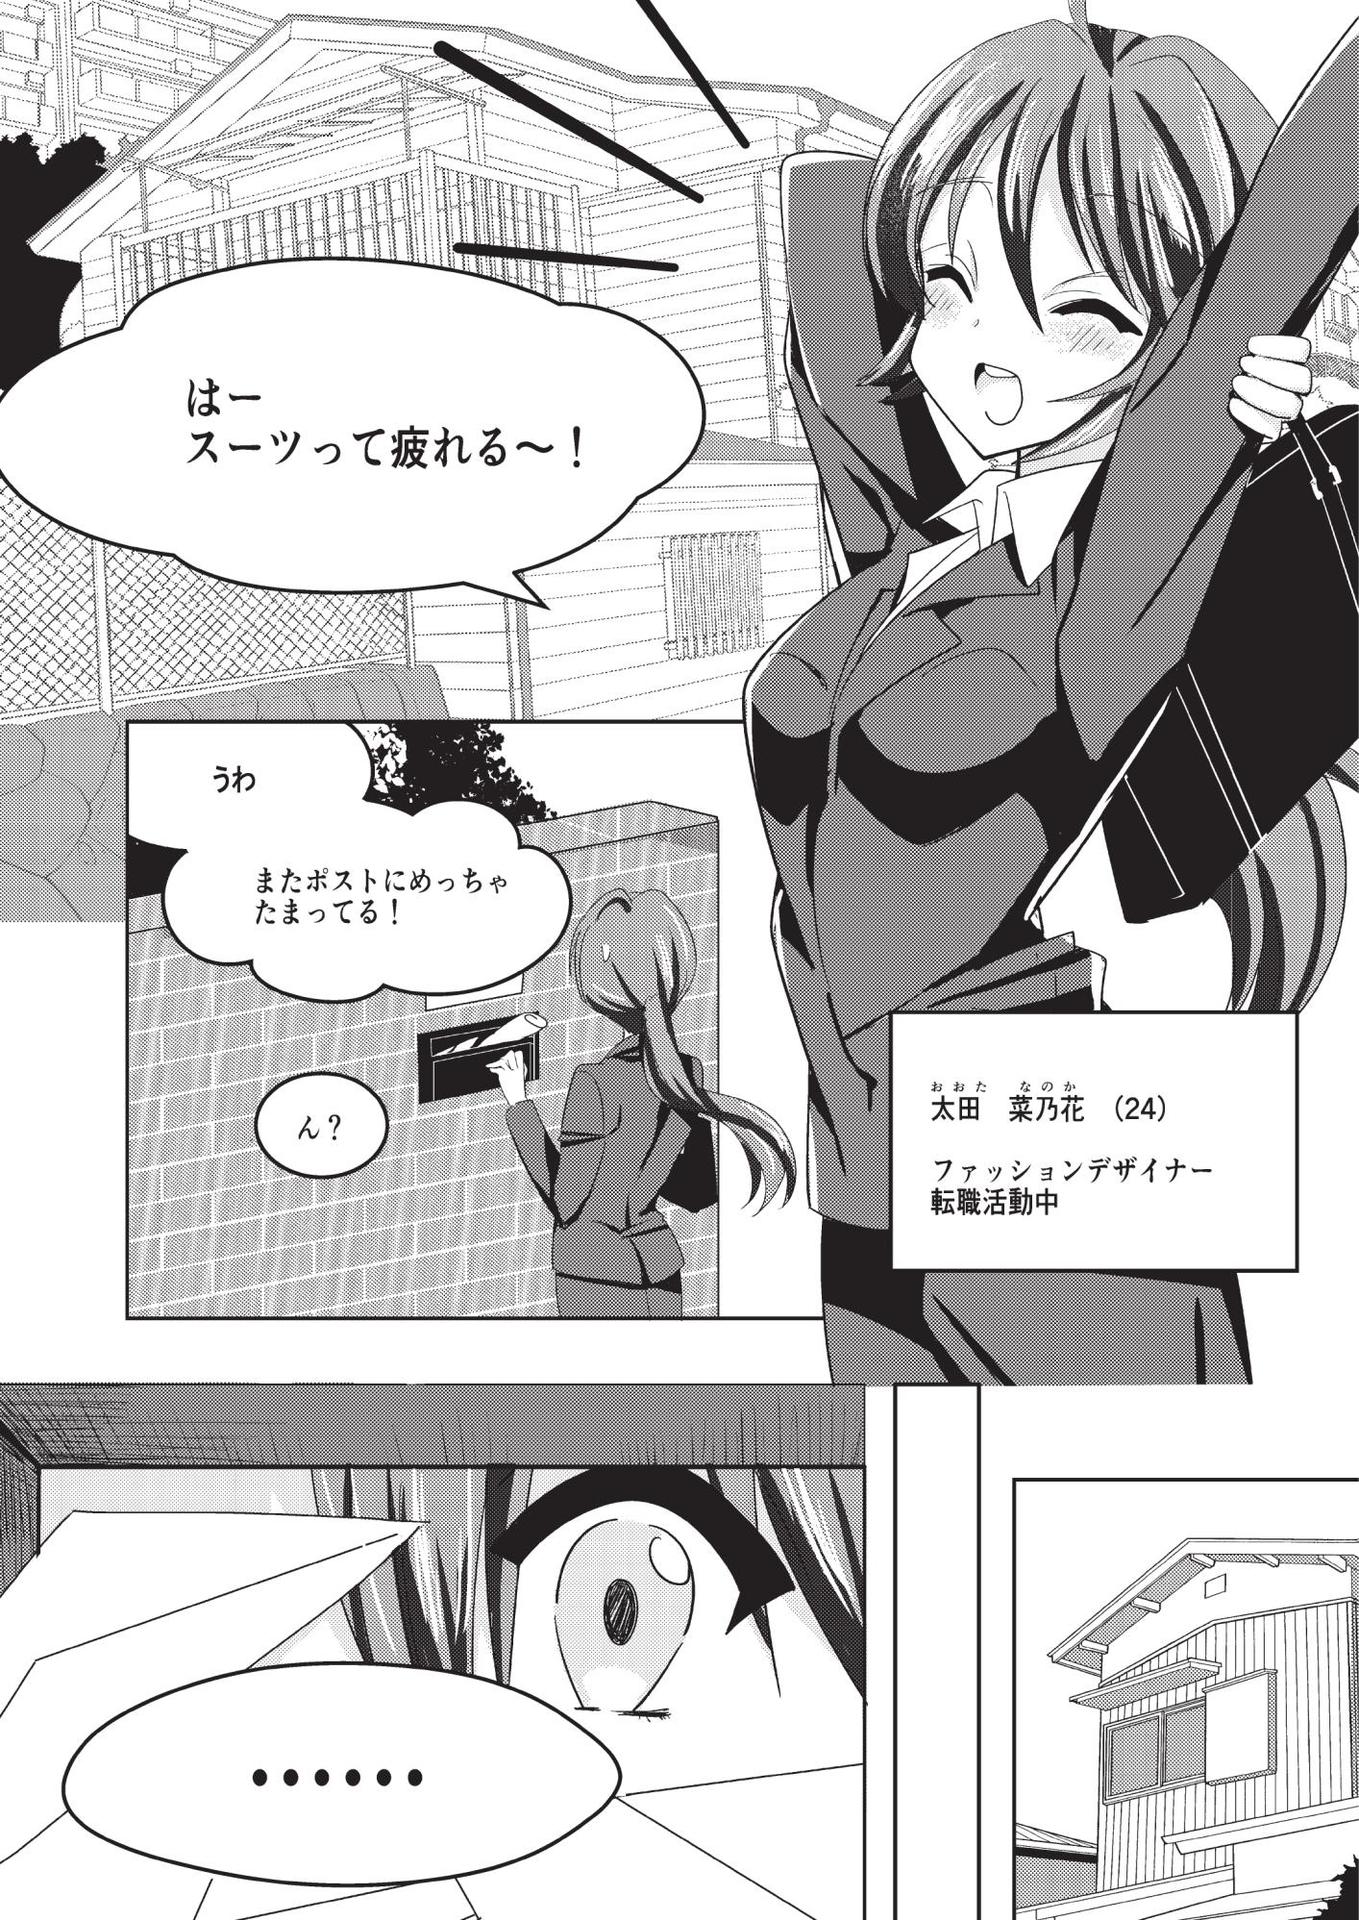 はー
スーツって疲れる～！
うわ
またポストにめっちゃ
たまってる！
ん？
おおた　なのか
太田　菜乃花　（24）
ファッションデザイナー
転職活動中
・・・・・・